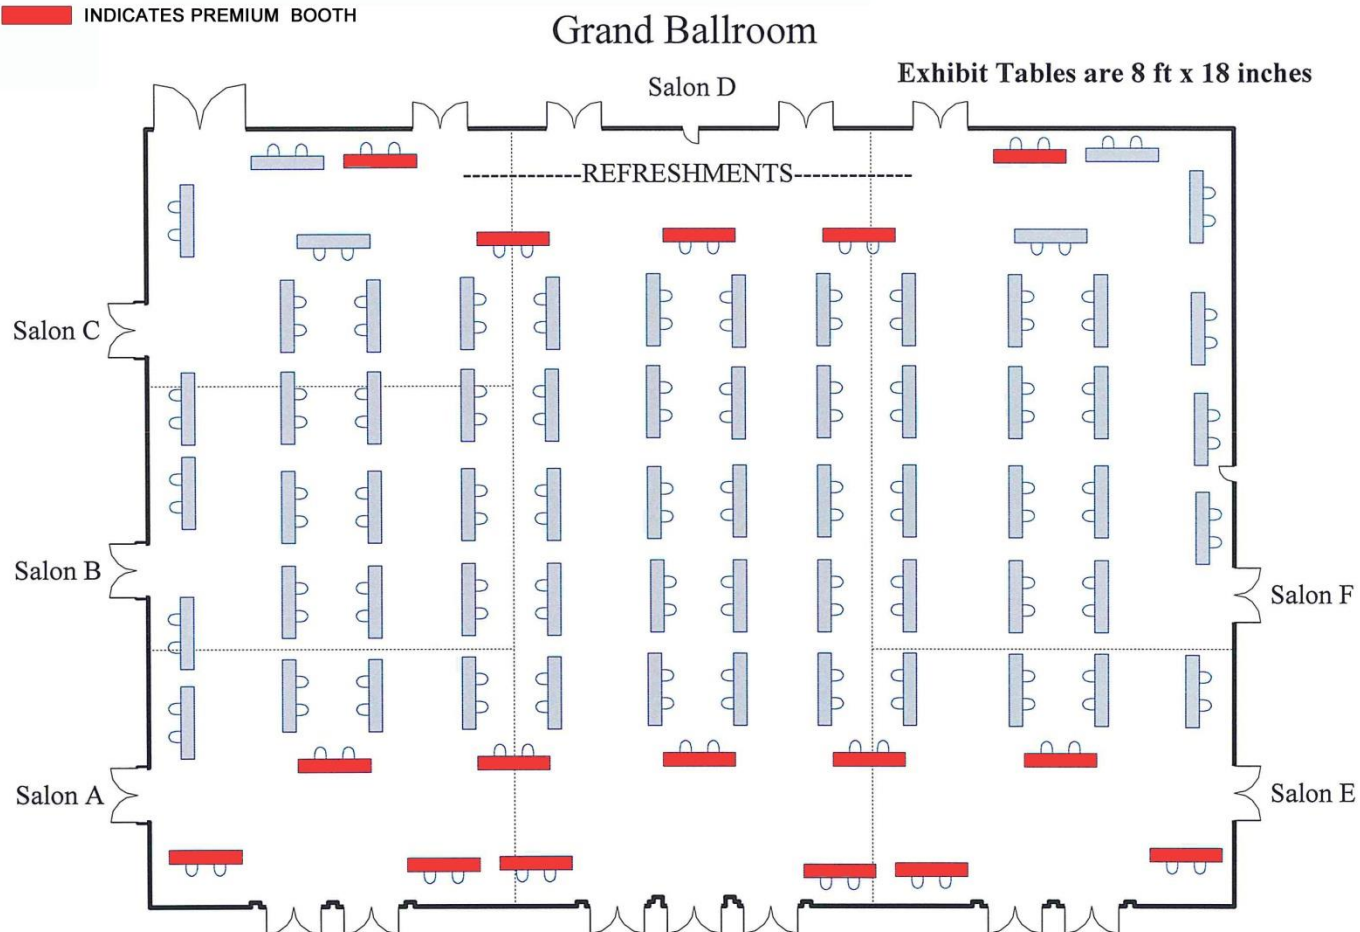 INDICATES PREMIUM BOOTH
Grand Ballroom
Exhibit Tables are 8 ft x 18 inches
Salon D
REFRESHMENTS
Salon C
Salon B
Salon F
Salon A
Salon E